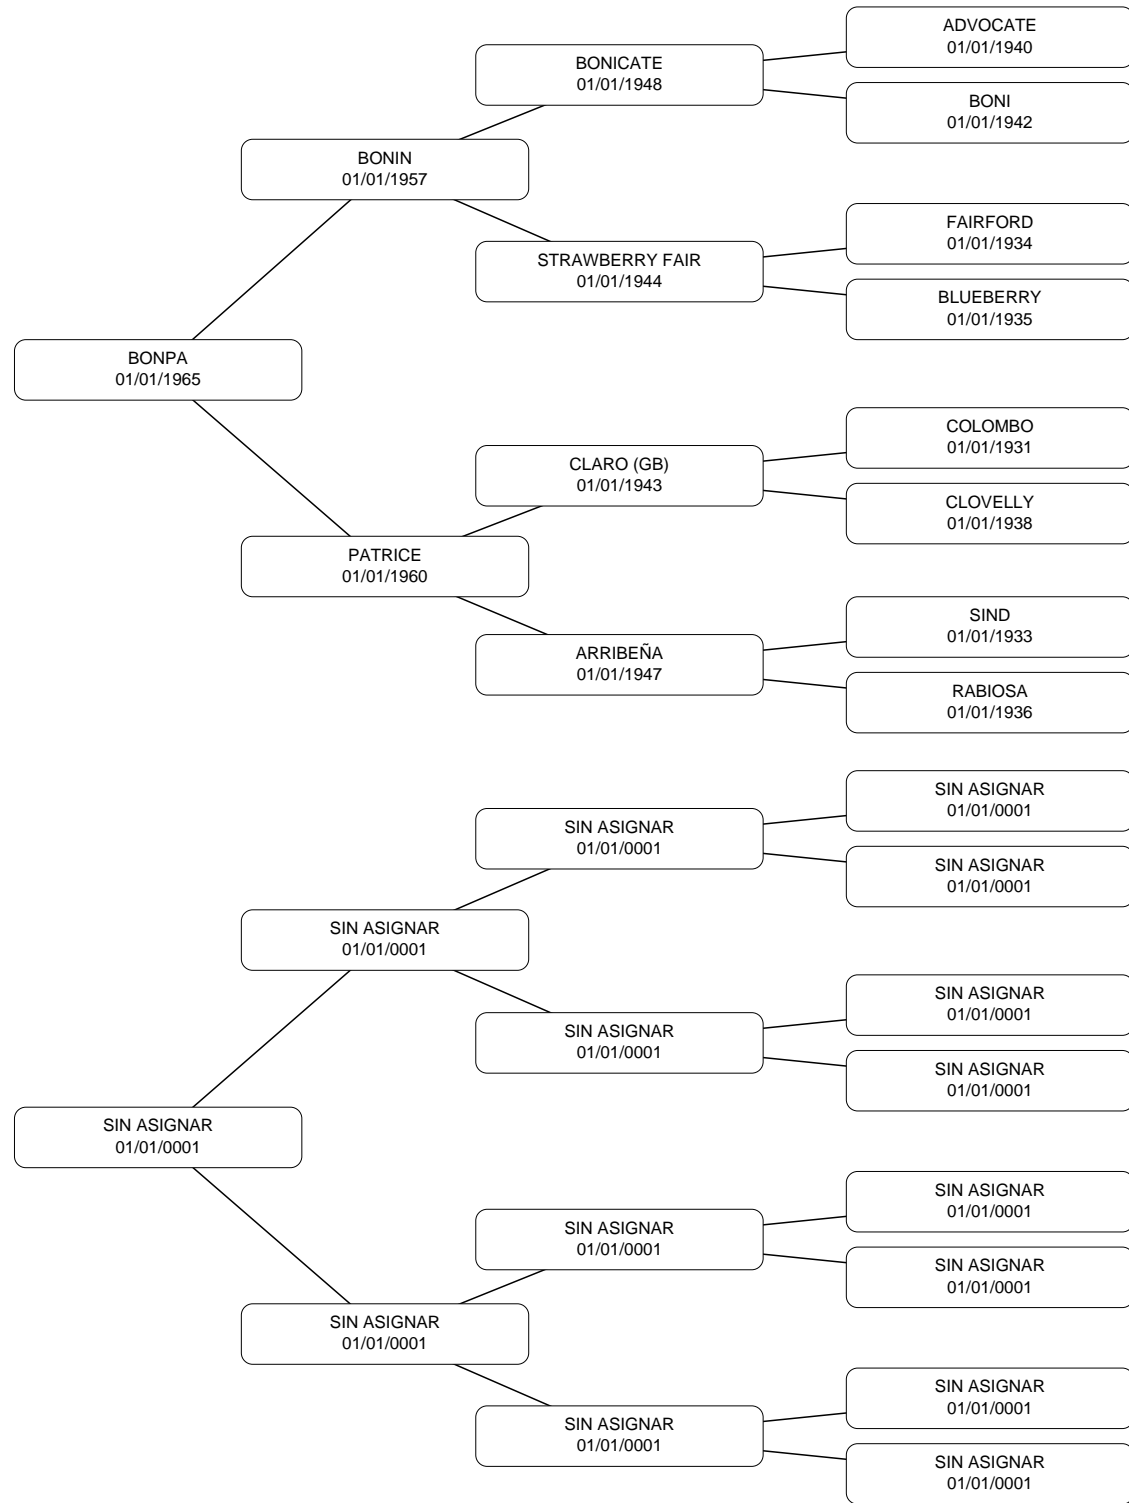 ADVOCATE
01/01/1940
BONICATE
01/01/1948
BONI
01/01/1942
BONIN
01/01/1957
FAIRFORD
01/01/1934
STRAWBERRY FAIR
01/01/1944
BLUEBERRY
01/01/1935
BONPA
01/01/1965
COLOMBO
01/01/1931
CLARO (GB)
01/01/1943
CLOVELLY
01/01/1938
PATRICE
01/01/1960
SIND
01/01/1933
ARRIBEÑA
01/01/1947
RABIOSA
01/01/1936
SIN ASIGNAR
01/01/0001
SIN ASIGNAR
01/01/0001
SIN ASIGNAR
01/01/0001
SIN ASIGNAR
01/01/0001
SIN ASIGNAR
01/01/0001
SIN ASIGNAR
01/01/0001
SIN ASIGNAR
01/01/0001
SIN ASIGNAR
01/01/0001
SIN ASIGNAR
01/01/0001
SIN ASIGNAR
01/01/0001
SIN ASIGNAR
01/01/0001
SIN ASIGNAR
01/01/0001
SIN ASIGNAR
01/01/0001
SIN ASIGNAR
01/01/0001
SIN ASIGNAR
01/01/0001